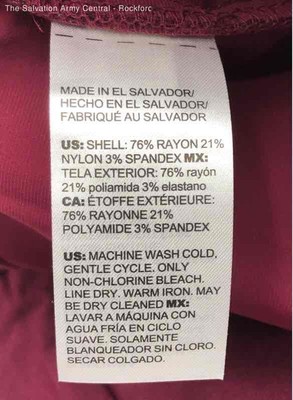 The Salvation Army Central - Rockford
MADE IN EL SALVADOR/
HECHO EN EL SALVADOR/
FABRIQUÉ AU SALVADOR
US: SHELL: 76% RAYON 21%
NYLON 3% SPANDEX MX:
TELA EXTERIOR: 76% rayón
21% poliamida 3% elastano
CA: ÉTOFFE EXTÉRIEURE:
76% RAYONNE 21%
POLYAMIDE 3% SPANDEX
US: MACHINE WASH COLD,
GENTLE CYCLE. ONLY
NON-CHLORINE BLEACH.
LINE DRY. WARM IRON. MAY
BE DRY CLEANED MX:
LAVAR A MÁQUINA CON
AGUA FRÍA EN CICLO
SUAVE. SOLAMENTE
BLANQUEADOR SIN CLORO.
SECAR COLGADO.